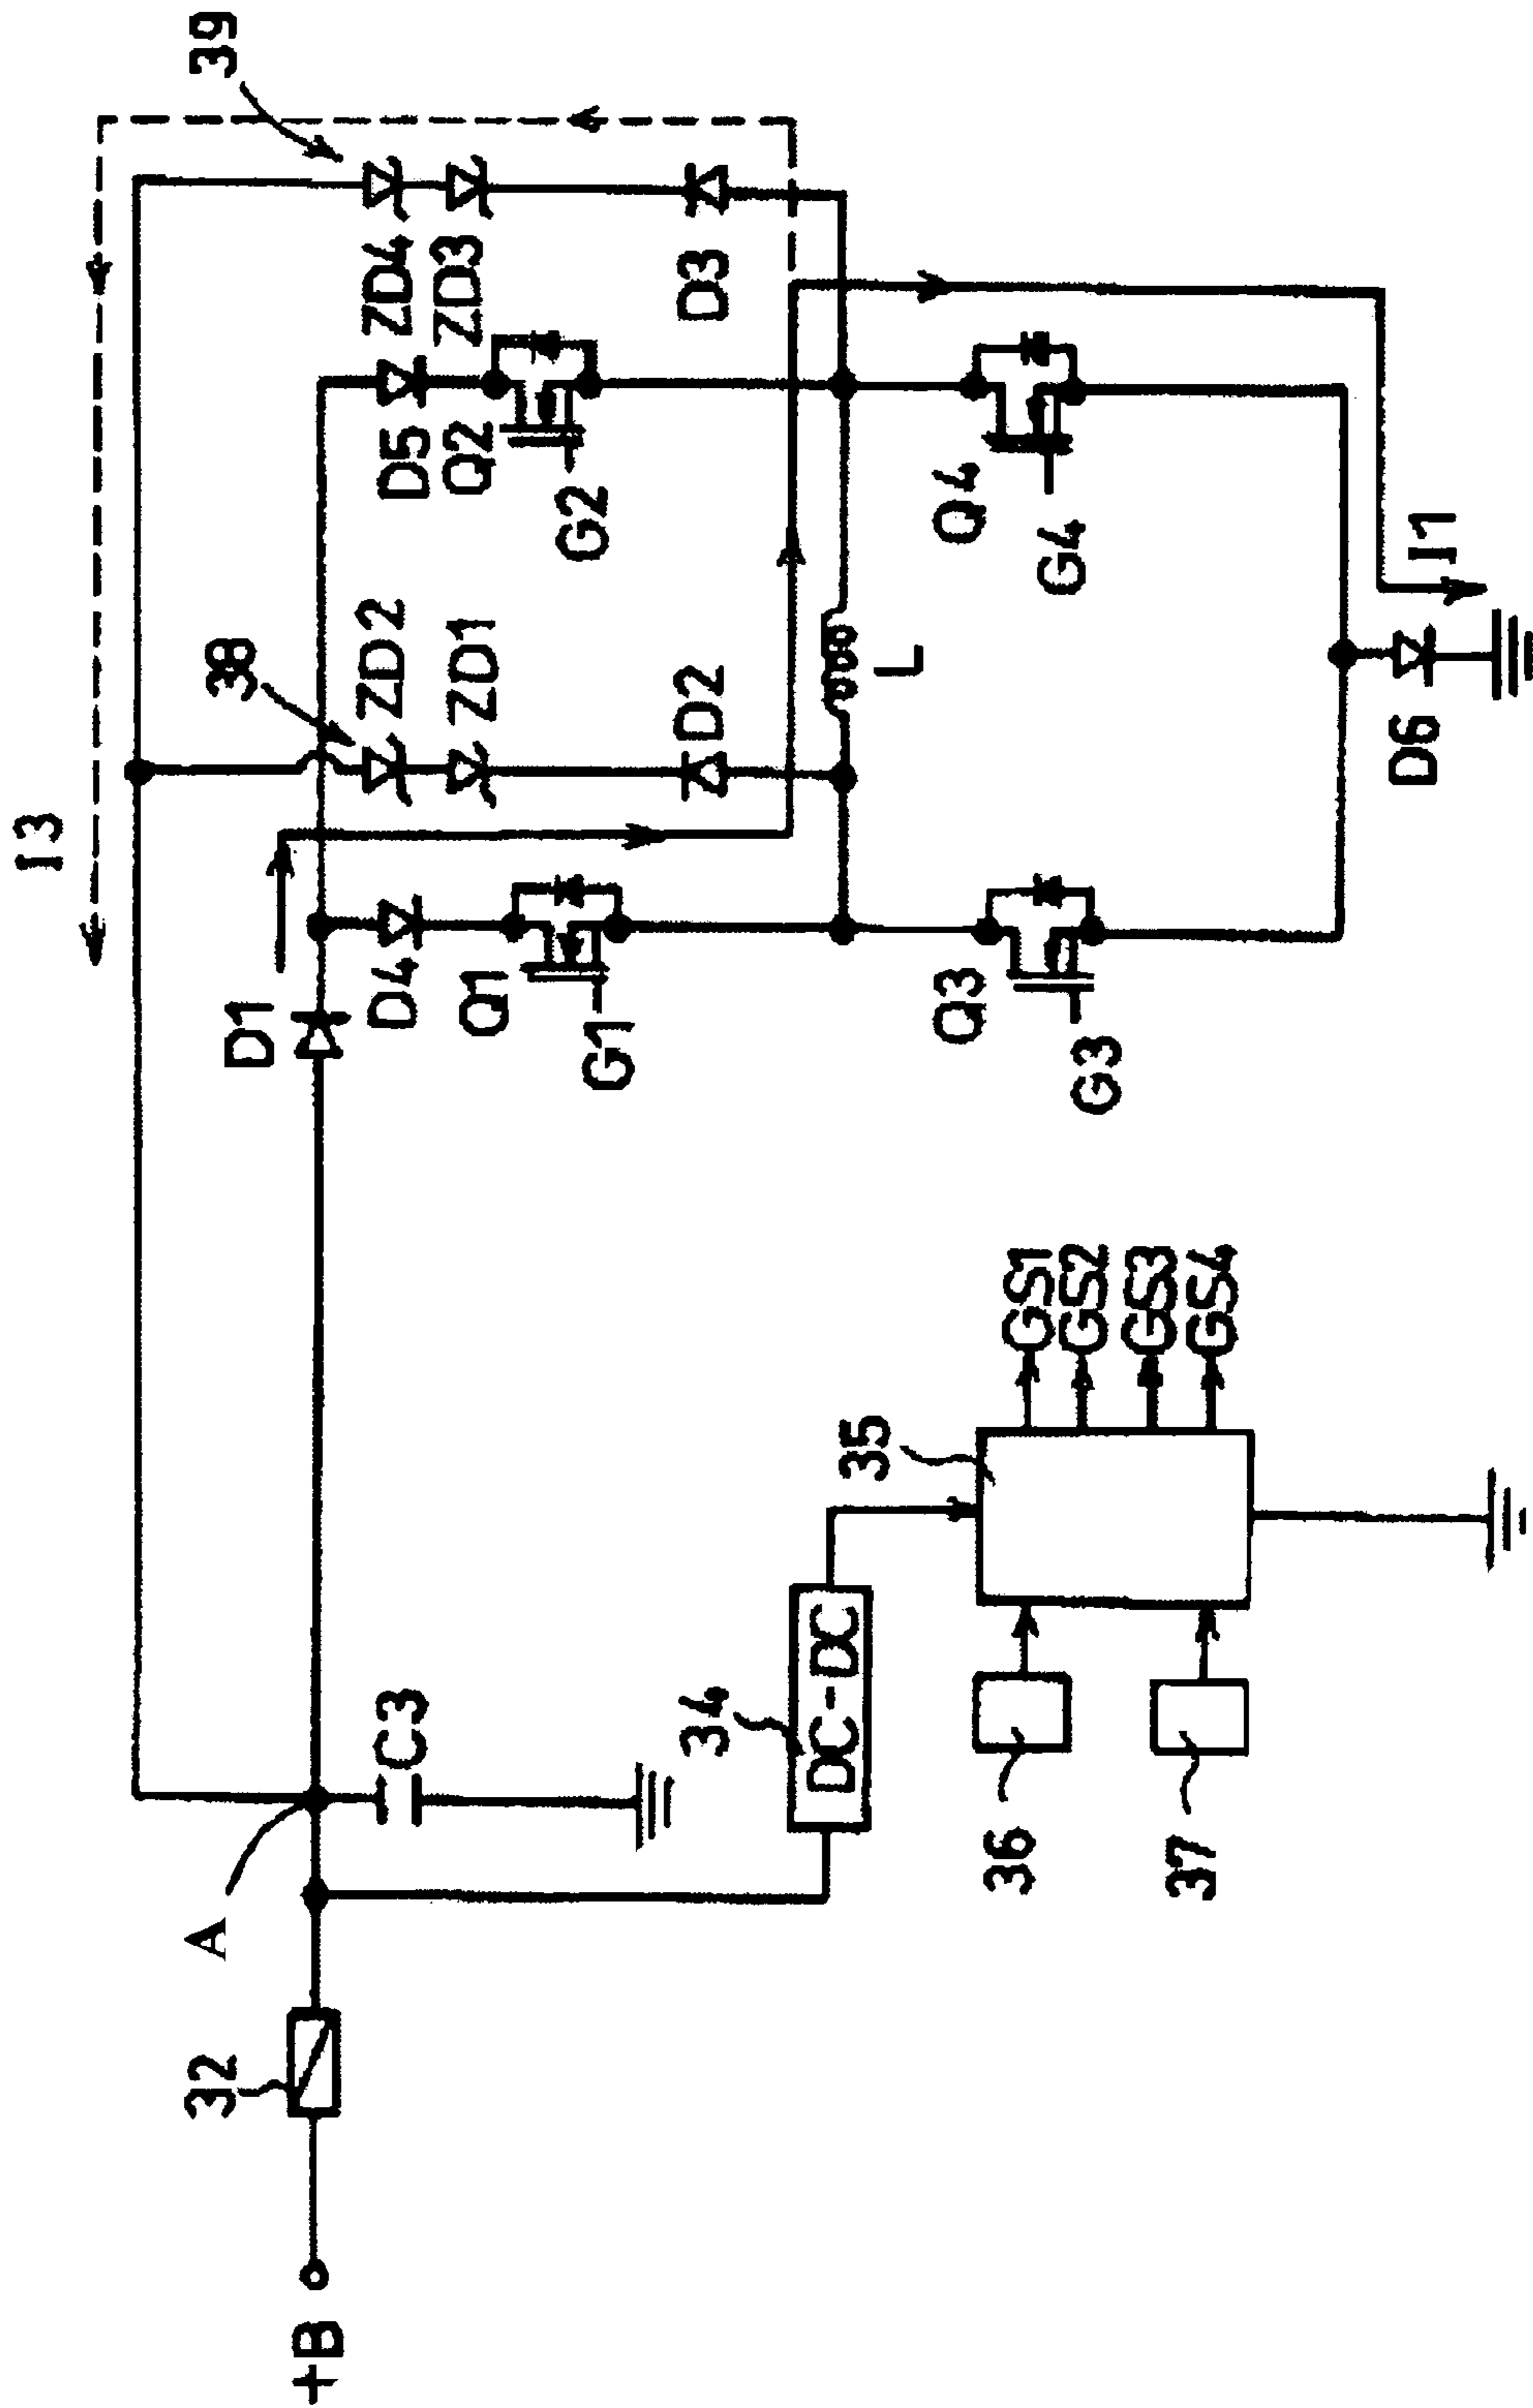 I3
39
38
D1
A
32
+B
ZD2
ZD4
D4
D5
C3
ZD1
ZD3
Q1
Q2
G1
G2
D2
D3
34
DC-DC
35
L
Q3
Q4
36
GS1
GS2
G3
G4
GS3
GS4
37
D6
I1